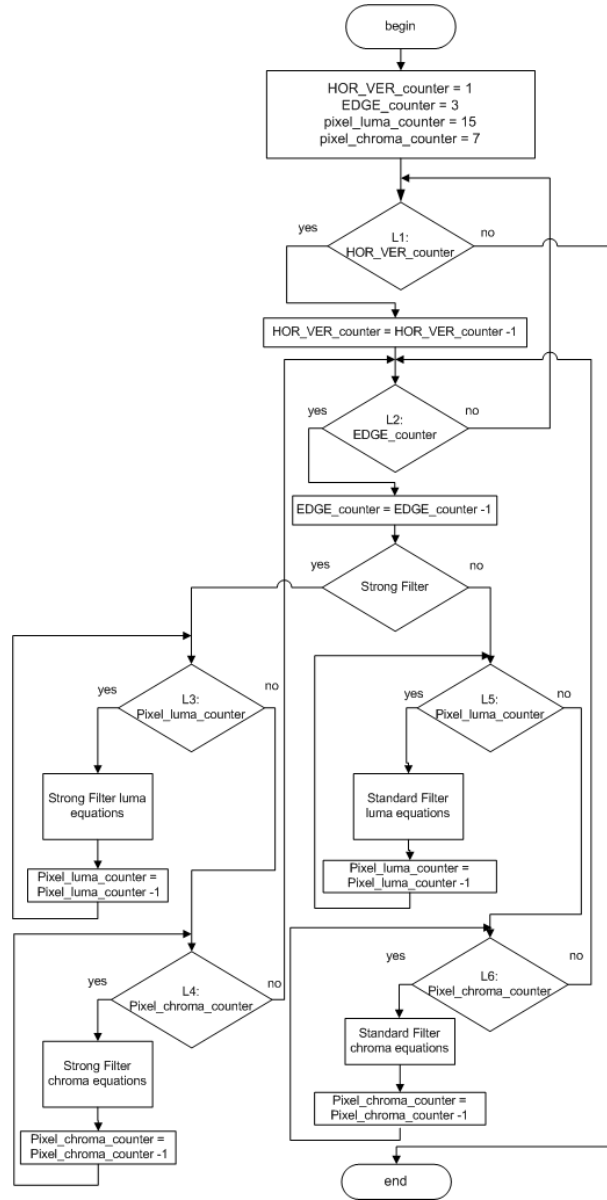 begin
HOR_VER_counter = 1
EDGE_counter = 3
pixel_luma_counter = 15
pixel_chroma_counter = 7
yes
no
L1:
HOR_VER_counter
HOR_VER_counter = HOR_VER_counter -1
yes
no
L2:
EDGE_counter
EDGE_counter = EDGE_counter -1
yes
no
Strong Filter
yes
no
L3:
Pixel_luma_counter
yes
no
L5:
Pixel_luma_counter
Strong Filter luma
equations
Standard Filter
luma equations
Pixel_luma_counter =
Pixel_luma_counter -1
Pixel_luma_counter =
Pixel_luma_counter -1
yes
no
L4:
Pixel_chroma_counter
yes
no
L6:
Pixel_chroma_counter
Strong Filter
chroma equations
Standard Filter
chroma equations
Pixel_chroma_counter =
Pixel_chroma_counter -1
Pixel_chroma_counter =
Pixel_chroma_counter -1
end